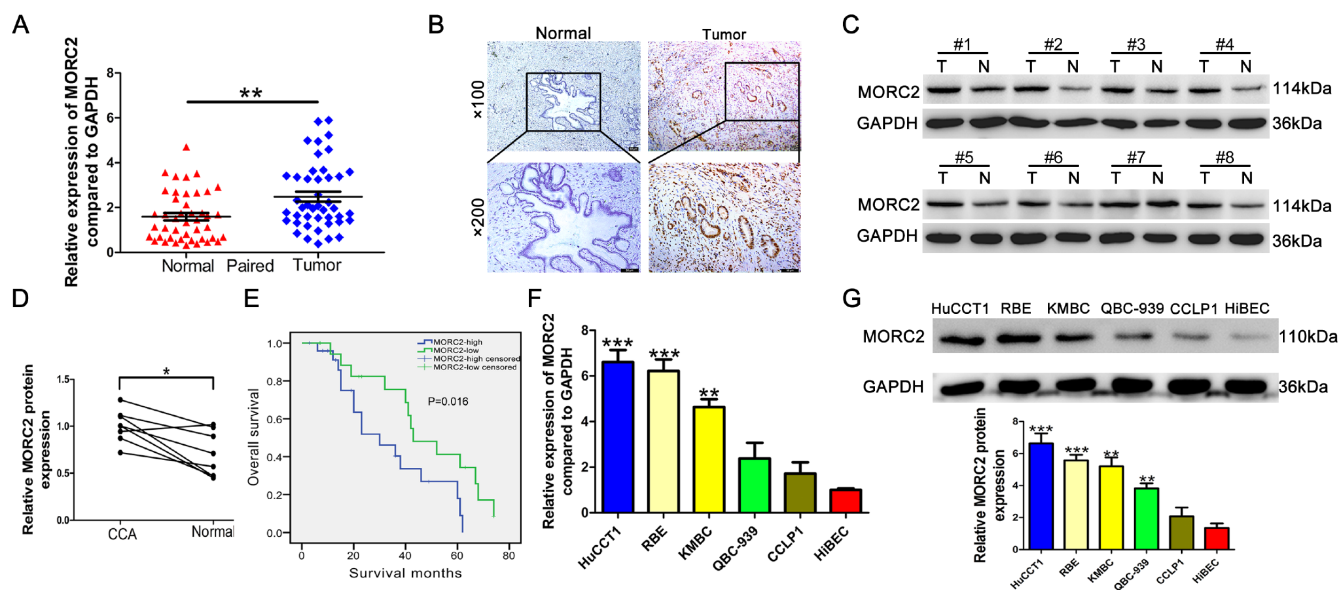 A
Relative expression of MORC2
compared to GAPDH
8
6
4
2
0
**
Normal Paired Tumor
B
Normal Tumor
×100
×200
C
#1 #2 #3 #4
T N T N T N T N
MORC2 114kDa
GAPDH 36kDa
#5 #6 #7 #8
T N T N T N T N
MORC2 114kDa
GAPDH 36kDa
D
Relative MORC2 protein
expression
1.5
1.0
0.5
0.0
*
CCA Normal
E
Overall survival
1.0
0.8
0.6
0.4
0.2
0.0
MORC2-high
MORC2-low
MORC2-high censored
MORC2-low censored
P=0.016
0 20 40 60 80
Survival months
F
Relative expression of MORC2
compared to GAPDH
8
6
4
2
0
*** *** **
HuCCT1 RBE KMBC QBC-939 CCLP1 HiBEC
G
HuCCT1 RBE KMBC QBC-939 CCLP1 HiBEC
MORC2 110kDa
GAPDH 36kDa
Relative MORC2 protein
expression
8
6
4
2
0
*** *** ** **
HuCCT1 RBE KMBC QBC-939 CCLP1 HiBEC